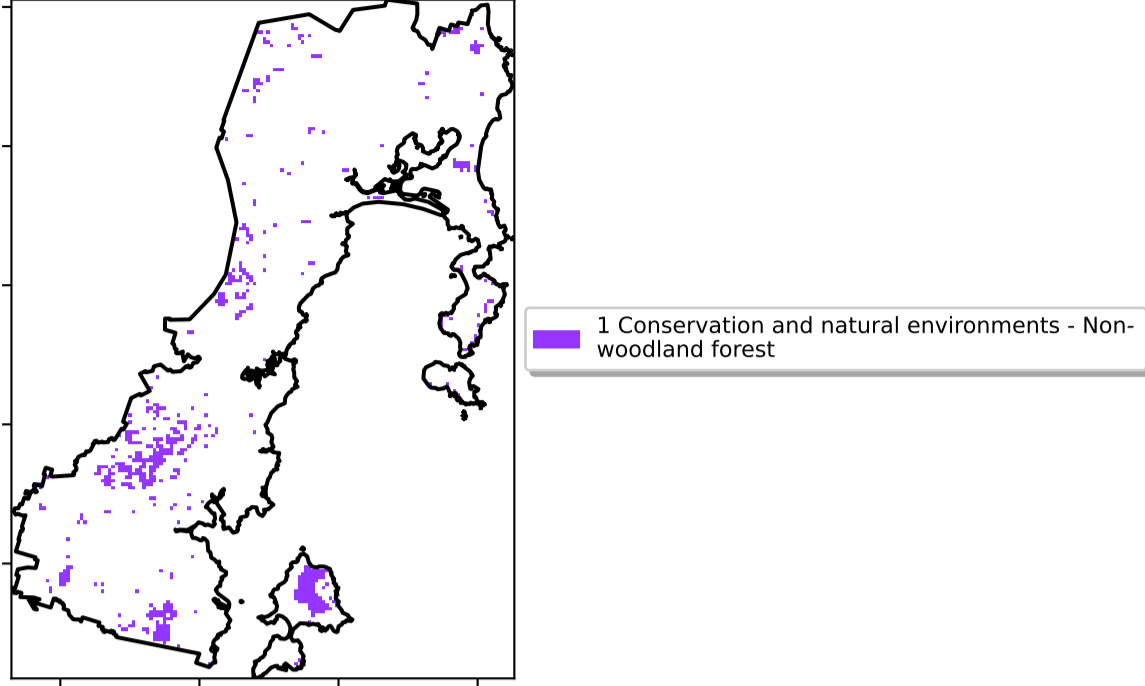 1 Conservation and natural environments - Non-
woodland forest